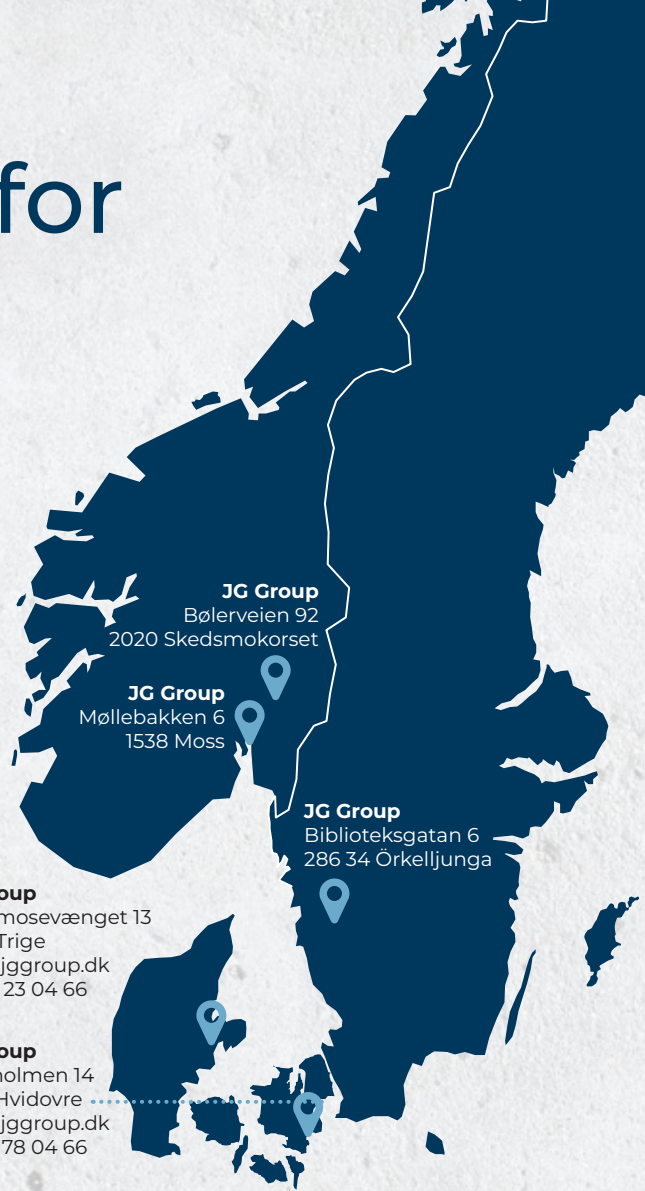 for
JG Group
Bølerveien 92
2020 Skedsmokorset
JG Group
Møllebakken 6
1538 Moss
JG Group
Biblioteksgatan 6
286 34 Örkelljunga
oup
mosevænget 13
Trige
jggroup.dk
23 04 66
oup
holmen 14
Hvidovre
jggroup.dk
78 04 66